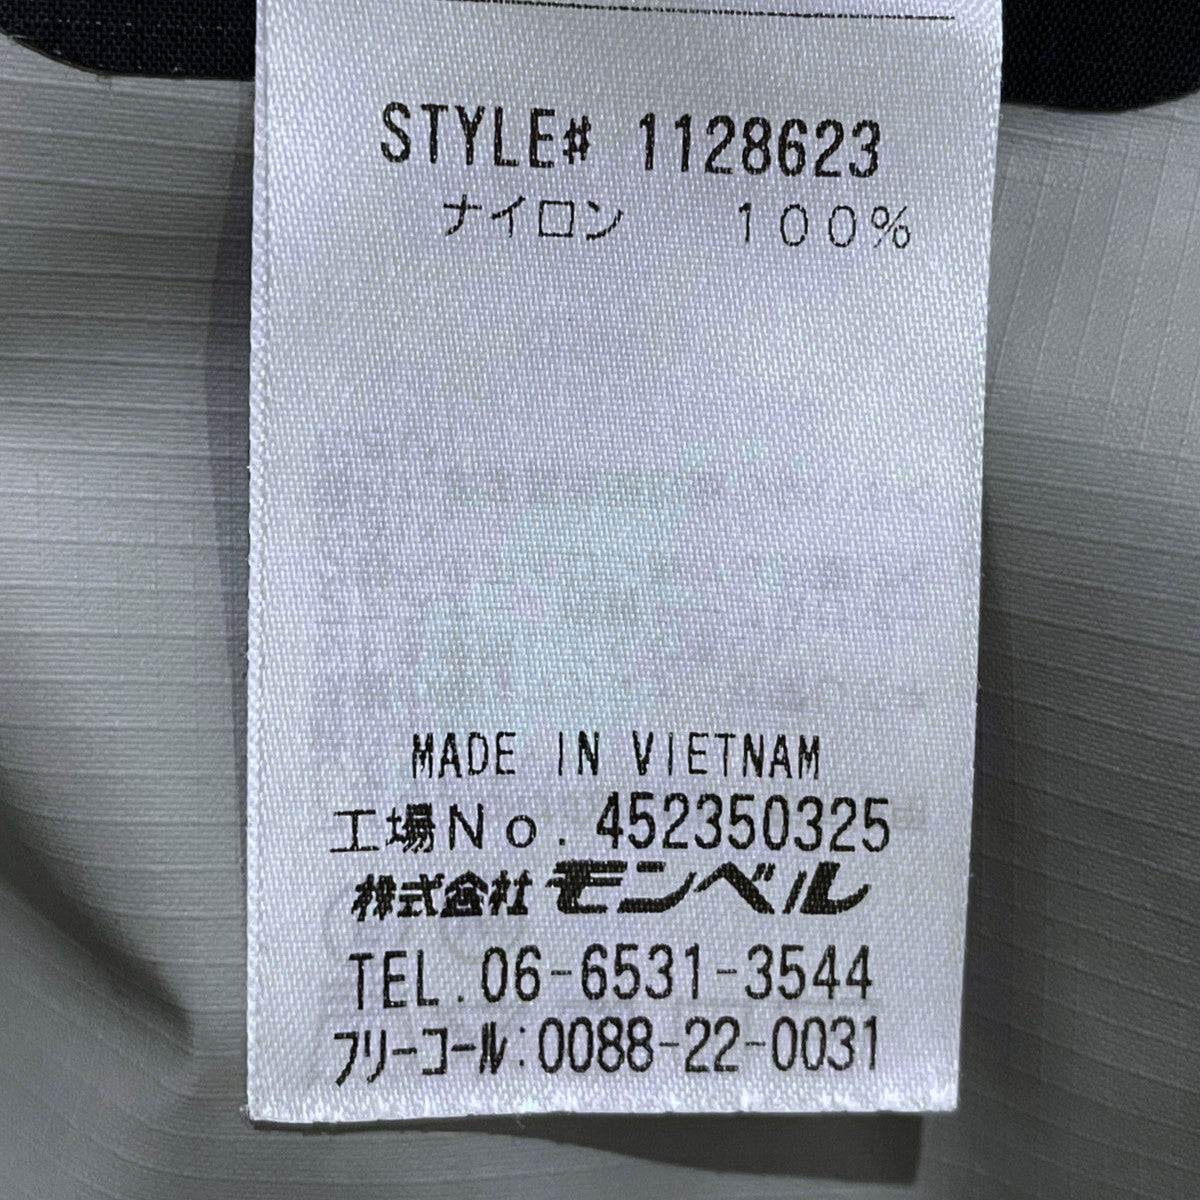 STYLE# 1128623
ナイロン 100%
MADE IN VIETNAM
工場No. 452350325
株式会社モンベル
TEL. 06-6531-3544
フリーコール:0088-22-0031